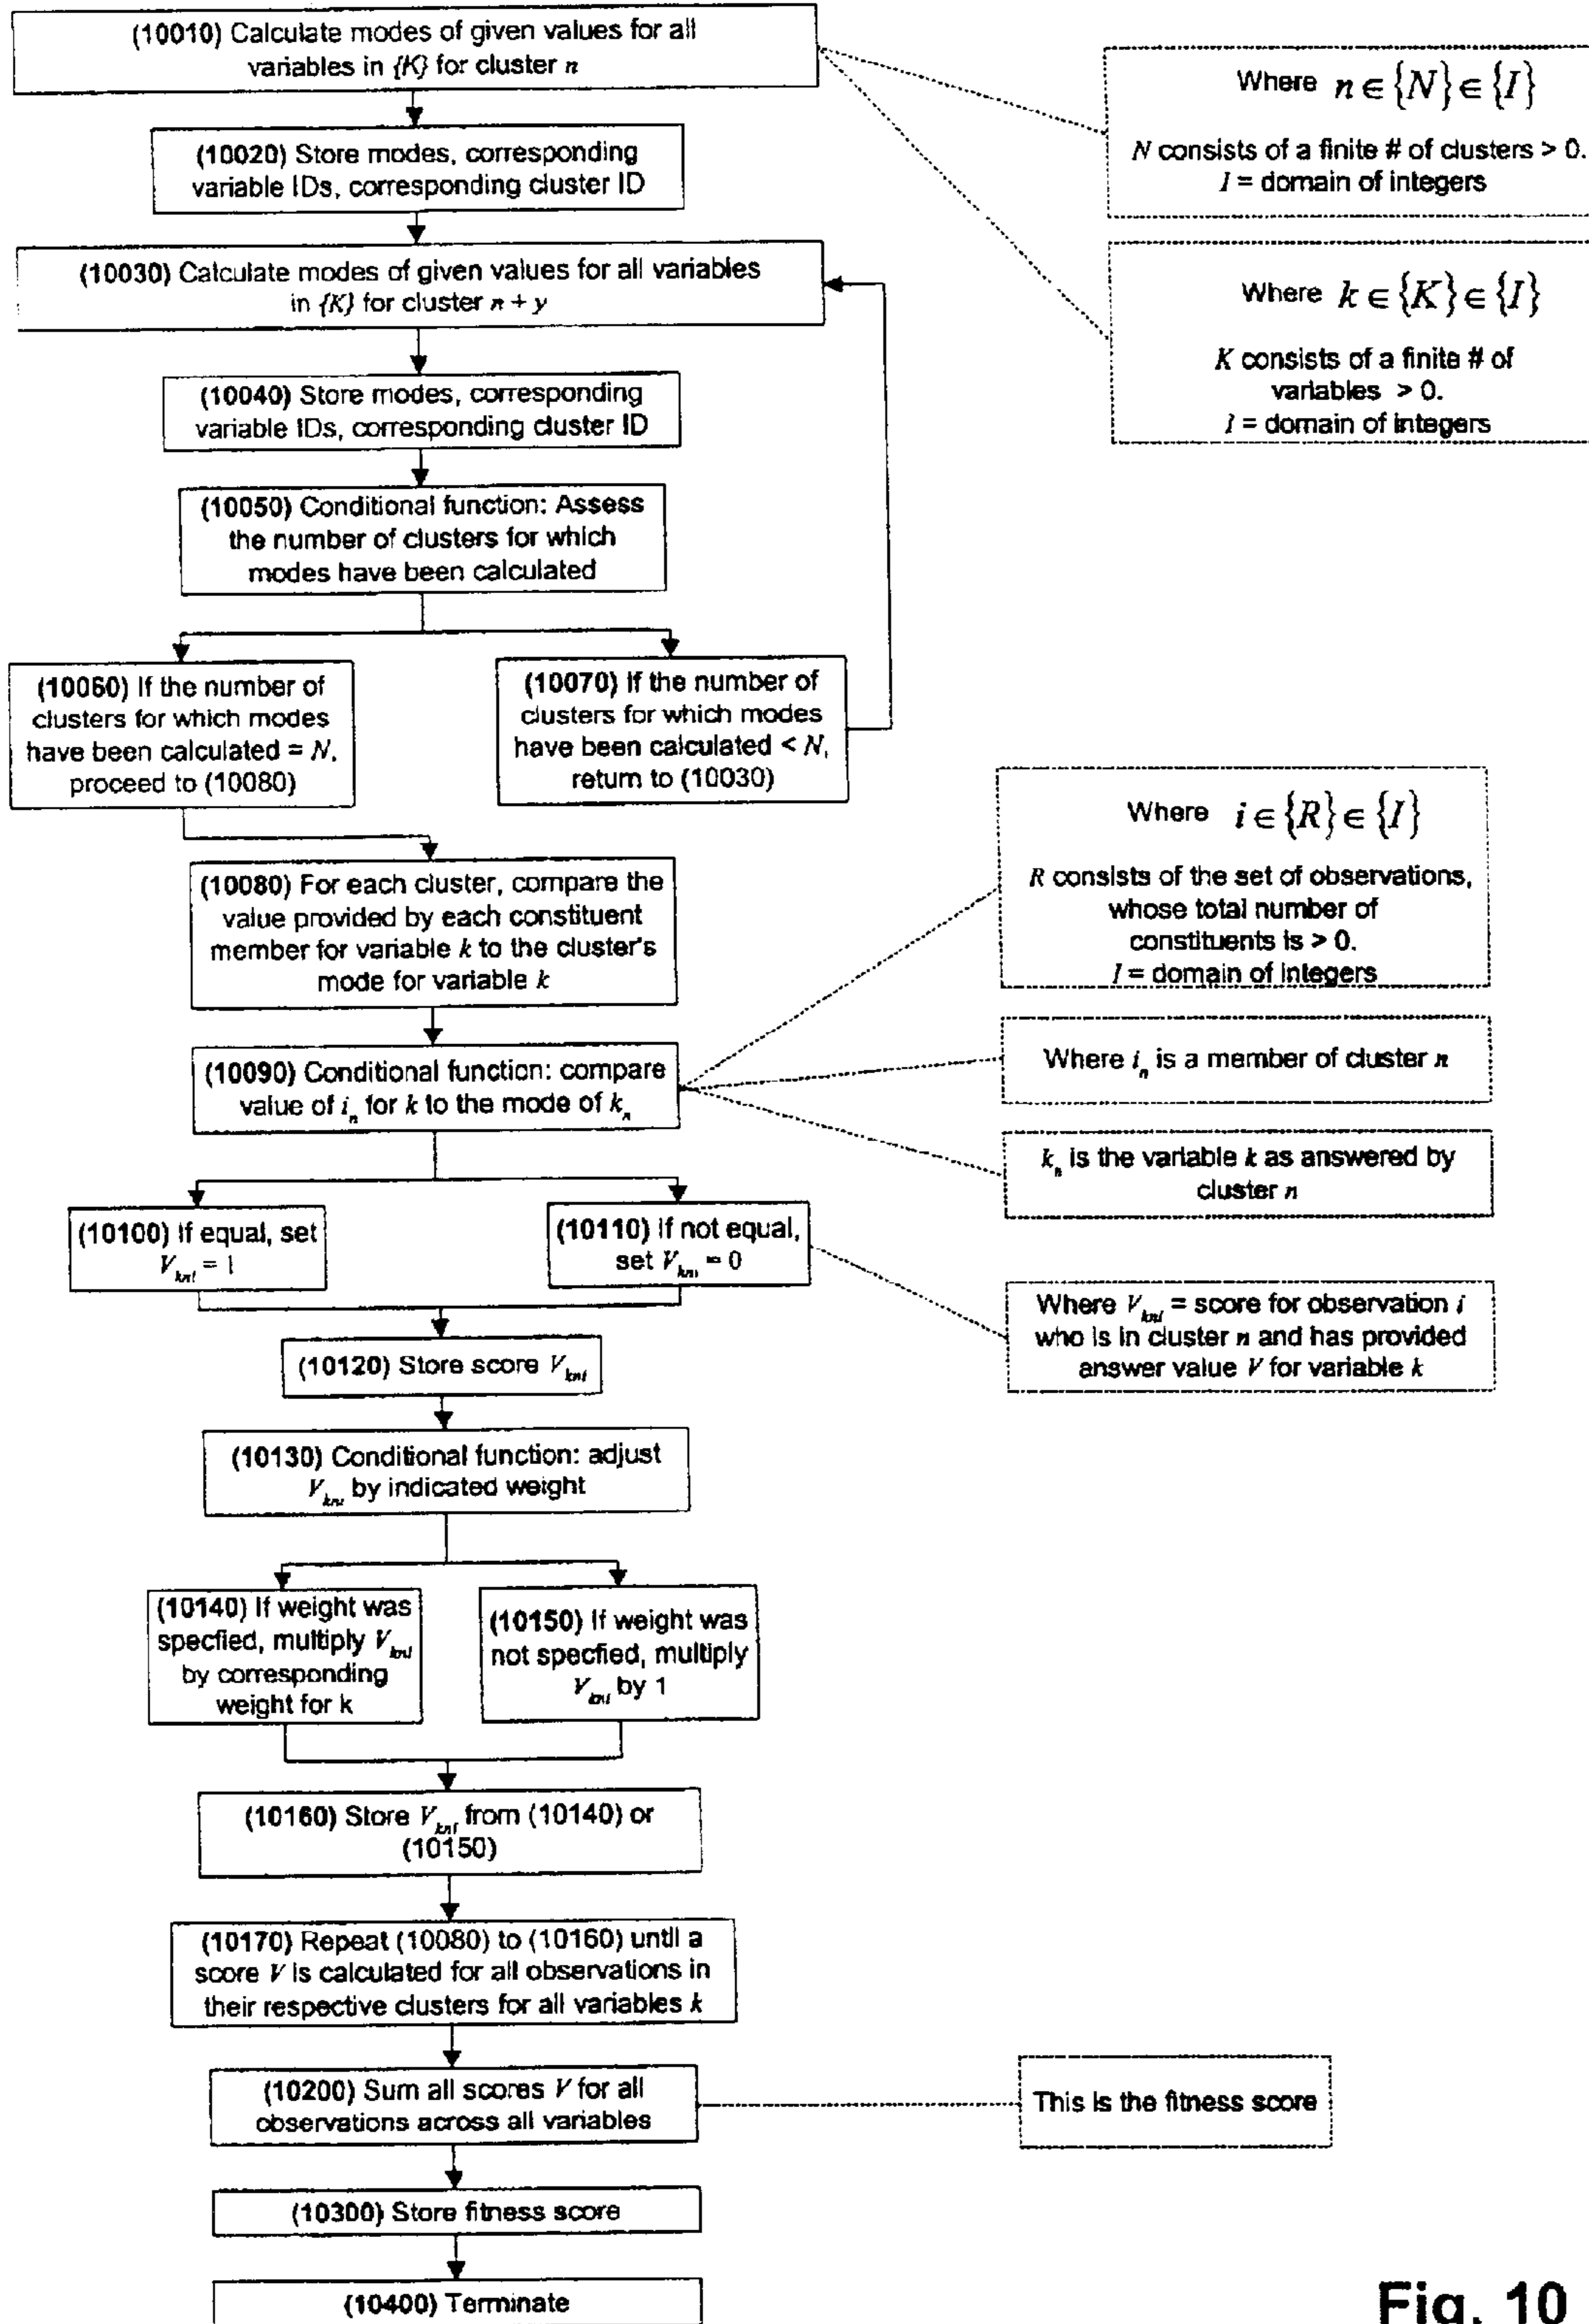 (10010) Calculate modes of given values for all
variables in {K} for cluster n
Where n ∈ {N} ∈ {I}
N consists of a finite # of clusters > 0.
I = domain of integers
(10020) Store modes, corresponding
variable IDs, corresponding cluster ID
(10030) Calculate modes of given values for all variables
in {K} for cluster n + y
Where k ∈ {K} ∈ {I}
K consists of a finite # of
variables > 0.
I = domain of integers
(10040) Store modes, corresponding
variable IDs, corresponding cluster ID
(10050) Conditional function: Assess
the number of clusters for which
modes have been calculated
(10060) If the number of
clusters for which modes
have been calculated = N,
proceed to (10080)
(10070) If the number of
clusters for which modes
have been calculated < N,
return to (10030)
Where i ∈ {R} ∈ {I}
R consists of the set of observations,
whose total number of
constituents is > 0.
I = domain of integers
(10080) For each cluster, compare the
value provided by each constituent
member for variable k to the cluster's
mode for variable k
(10090) Conditional function: compare
value of i_n for k to the mode of k_n
Where i_n is a member of cluster n
k_n is the variable k as answered by
cluster n
(10100) If equal, set
V_kni = 1
(10110) If not equal,
set V_kni = 0
Where V_kni = score for observation i
who is in cluster n and has provided
answer value V for variable k
(10120) Store score V_kni
(10130) Conditional function: adjust
V_kni by indicated weight
(10140) If weight was
specfied, multiply V_kni
by corresponding
weight for k
(10150) If weight was
not specfied, multiply
V_kni by 1
(10160) Store V_kni from (10140) or
(10150)
(10170) Repeat (10080) to (10160) until a
score V is calculated for all observations in
their respective clusters for all variables k
(10200) Sum all scores V for all
observations across all variables
This is the fitness score
(10300) Store fitness score
(10400) Terminate
Fig. 10